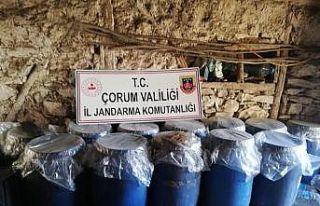 T.C.
ÇORUM VALİLİĞİ
İL JANDARMA KOMUTANLIĞI